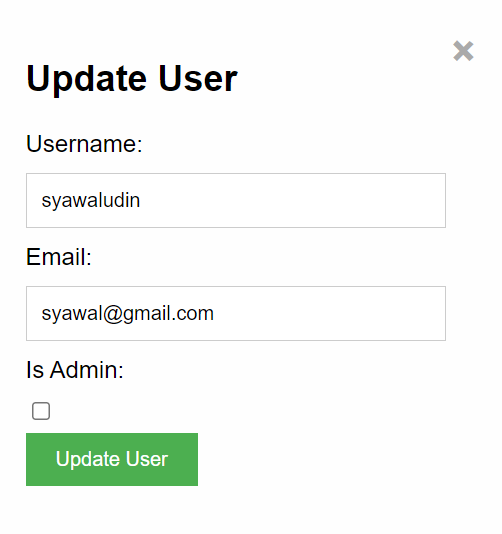 Update User
Username:
syawaludin
Email:
syawal@gmail.com
Is Admin:
Update User